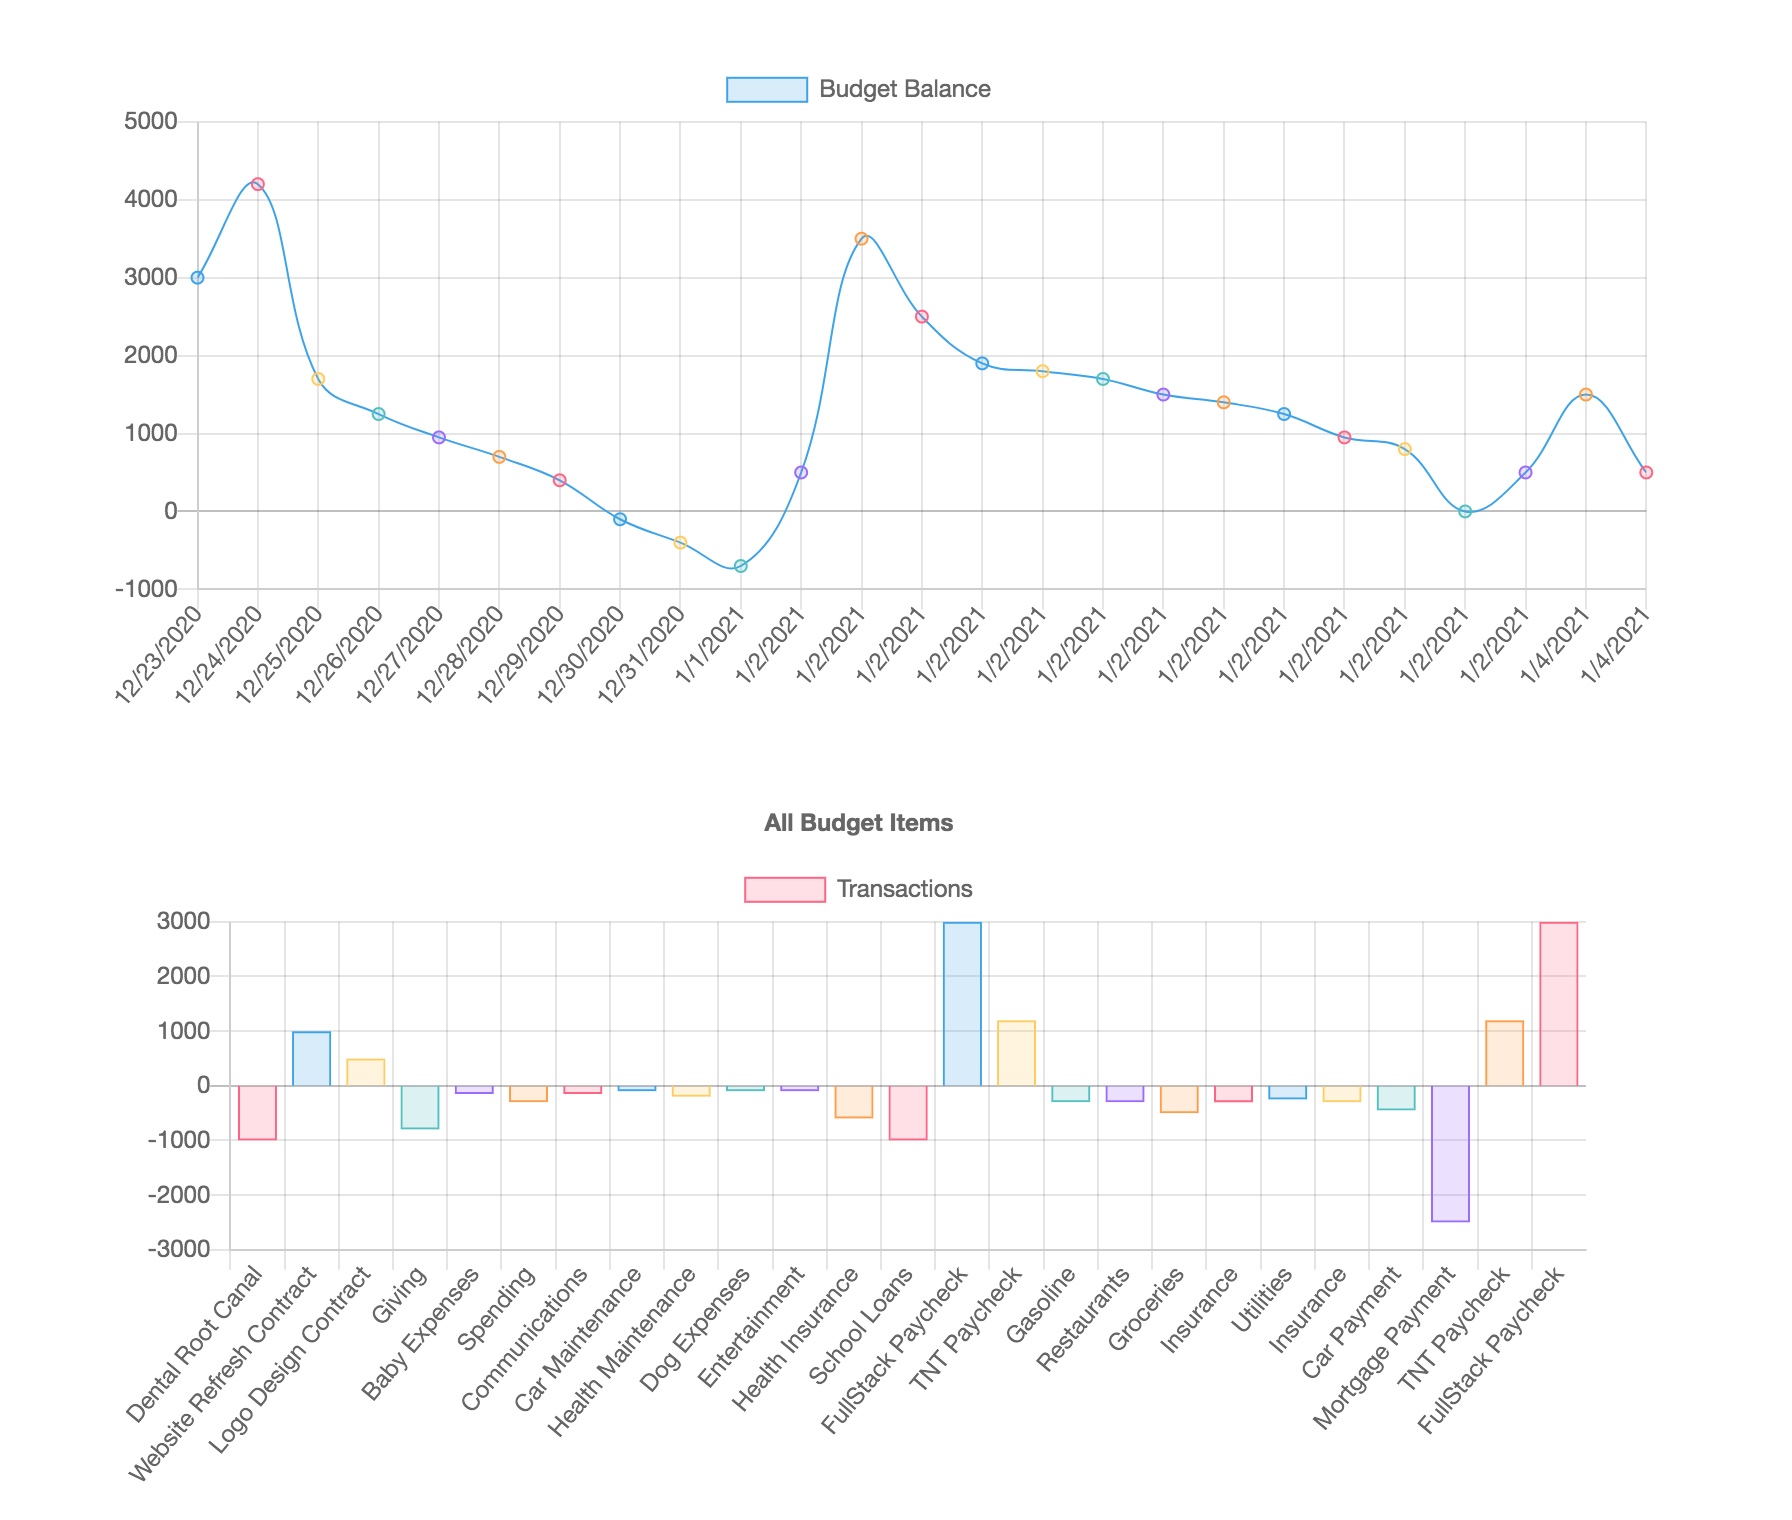 Budget Balance
5000
4000
3000
2000
1000
0
-1000
12/23/2020
12/24/2020
12/25/2020
12/26/2020
12/27/2020
12/28/2020
12/29/2020
12/30/2020
12/31/2020
1/1/2021
1/2/2021
1/2/2021
1/2/2021
1/2/2021
1/2/2021
1/2/2021
1/2/2021
1/2/2021
1/2/2021
1/2/2021
1/2/2021
1/2/2021
1/2/2021
1/4/2021
1/4/2021
All Budget Items
Transactions
3000
2000
1000
0
-1000
-2000
-3000
Dental Root Canal
Website Refresh Contract
Logo Design Contract
Giving
Baby Expenses
Spending
Communications
Car Maintenance
Health Maintenance
Dog Expenses
Entertainment
Health Insurance
School Loans
FullStack Paycheck
TNT Paycheck
Gasoline
Restaurants
Groceries
Insurance
Utilities
Insurance
Car Payment
Mortgage Payment
TNT Paycheck
FullStack Paycheck